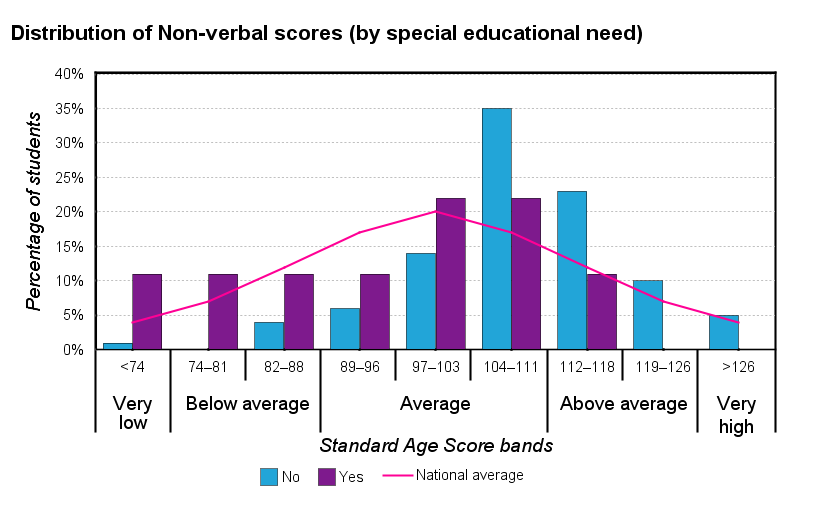 Distribution of Non-verbal scores (by special educational need)
Percentage of students
40%
35%
30%
25%
20%
15%
10%
5%
0%
<74 74–81 82–88 89–96 97–103 104–111 112–118 119–126 >126
Very low Below average Average Above average Very high
Standard Age Score bands
No Yes National average